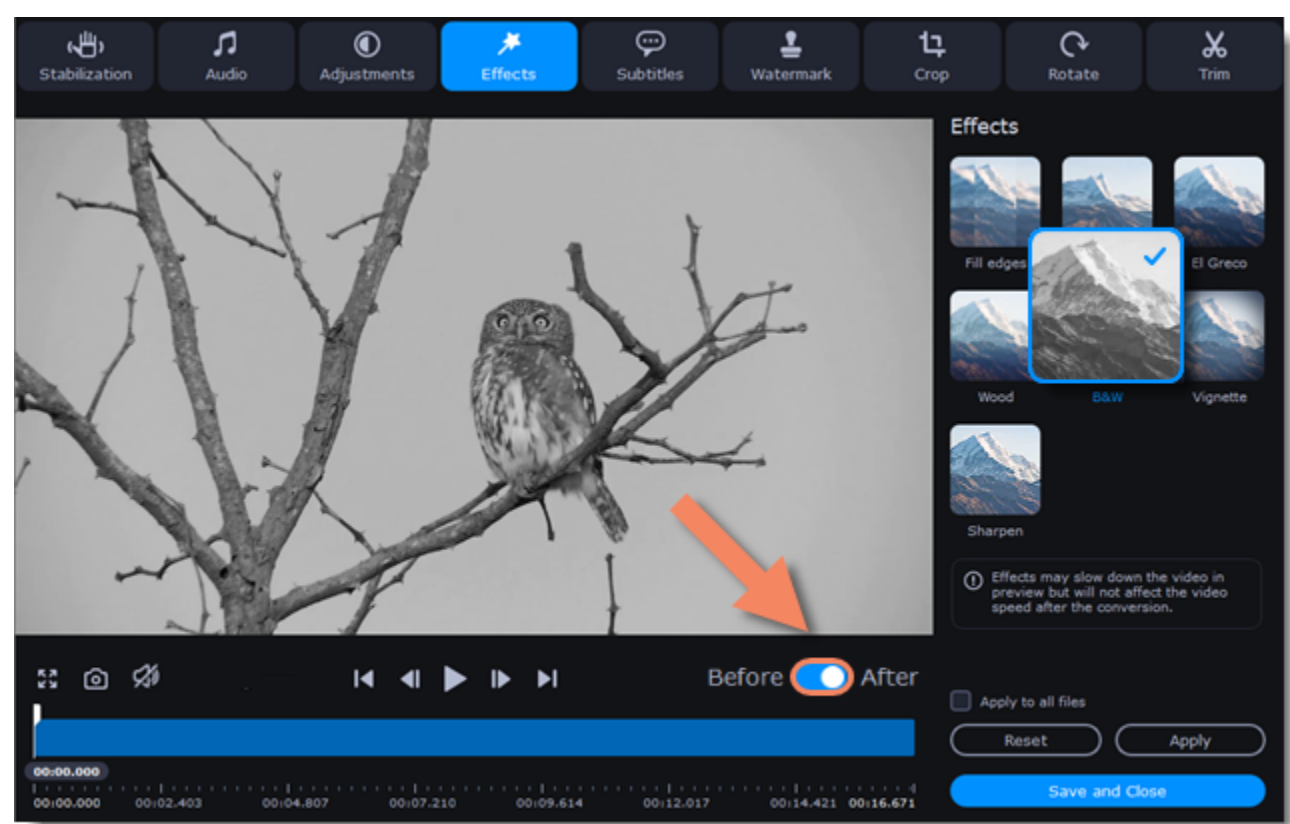 Stabilization
Audio
Adjustments
Effects
Subtitles
Watermark
Crop
Rotate
Trim
Effects
Fill edges
El Greco
Wood
B&W
Vignette
Sharpen
Effects may slow down the video in
preview but will not affect the video
speed after the conversion.
Before After
Apply to all files
Reset
Apply
Save and Close
00:00.000
00:00.000 00:02.403 00:04.807 00:07.210 00:09.614 00:12.017 00:14.421 00:16.671